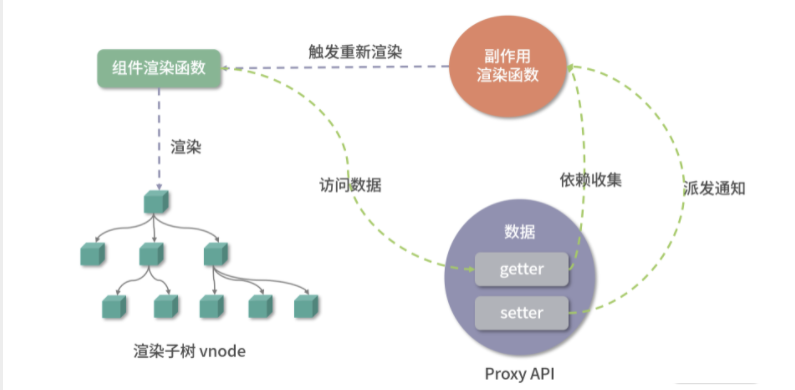 触发重新渲染
副作用
渲染函数
组件渲染函数
渲染
访问数据
依赖收集
派发通知
数据
getter
setter
渲染子树 vnode
Proxy API